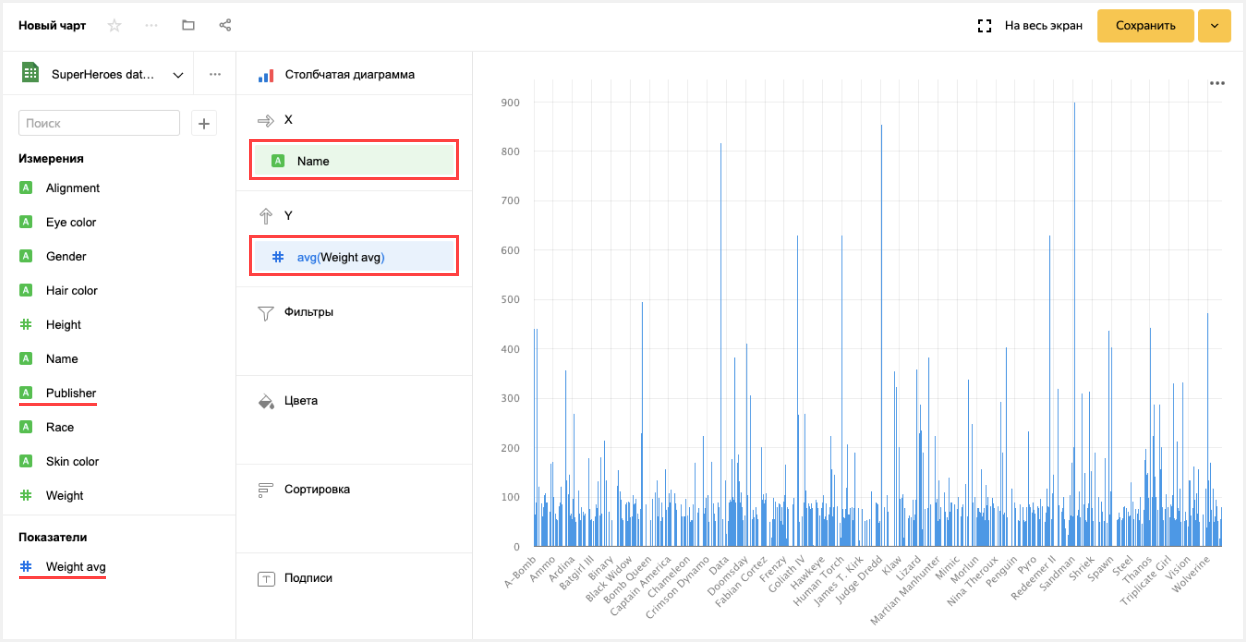 Новый чарт
На весь экран
Сохранить
SuperHeroes dat...
Поиск
Измерения
Alignment
Eye color
Gender
Hair color
Height
Name
Publisher
Race
Skin color
Weight
Показатели
Weight avg
Столбчатая диаграмма
X
Name
Y
avg(Weight avg)
Фильтры
Цвета
Сортировка
Подписи
900
800
700
600
500
400
300
200
100
0
A-Bomb
Ammo
Ardina
Batgirl III
Binary
Black Widow
Bomb Queen
Captain America
Chameleon
Crimson Dynamo
Data
Doomsday
Fabian Cortez
Frenzy
Goliath IV
Hawkeye
Human Torch
James T. Kirk
Judge Dredd
Klaw
Lizard
Martian Manhunter
Mimic
Morlun
Nina Theroux
Penguin
Pyro
Redeemer II
Sandman
Shriek
Spawn
Steel
Thanos
Triplicate Girl
Vision
Wolverine